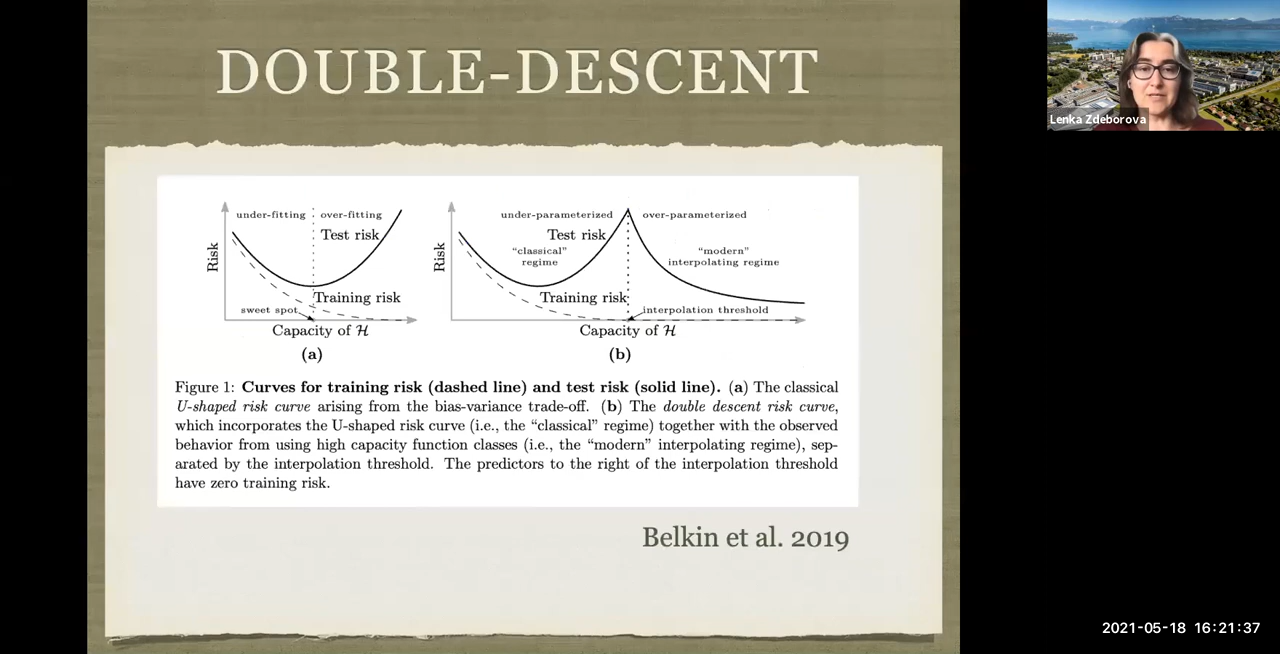 DOUBLE-DESCENT
Lenka Zdeborova
under-fitting
over-fitting
Test risk
Risk
Training risk
sweet spot
Capacity of H
(a)
under-parameterized
over-parameterized
Test risk
"classical"
regime
"modern"
interpolating regime
Risk
Training risk
interpolation threshold
Capacity of H
(b)
Figure 1: Curves for training risk (dashed line) and test risk (solid line). (a) The classical
U-shaped risk curve arising from the bias-variance trade-off. (b) The double descent risk curve,
which incorporates the U-shaped risk curve (i.e., the "classical" regime) together with the observed
behavior from using high capacity function classes (i.e., the "modern" interpolating regime), sep-
arated by the interpolation threshold. The predictors to the right of the interpolation threshold
have zero training risk.
Belkin et al. 2019
2021-05-18 16:21:37